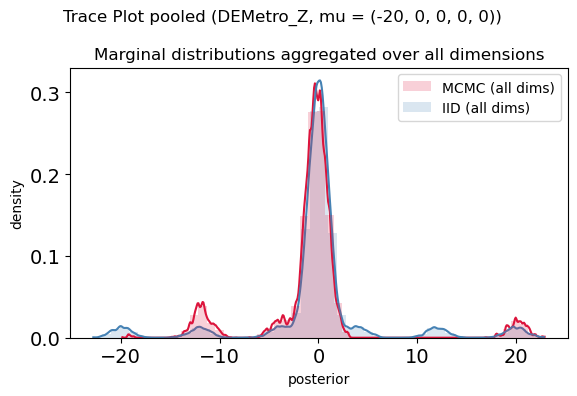 Trace Plot pooled (DEMetro_Z, mu = (-20, 0, 0, 0, 0))
Marginal distributions aggregated over all dimensions
MCMC (all dims)
IID (all dims)
density
0.3
0.2
0.1
0.0
−20
−10
0
10
20
posterior